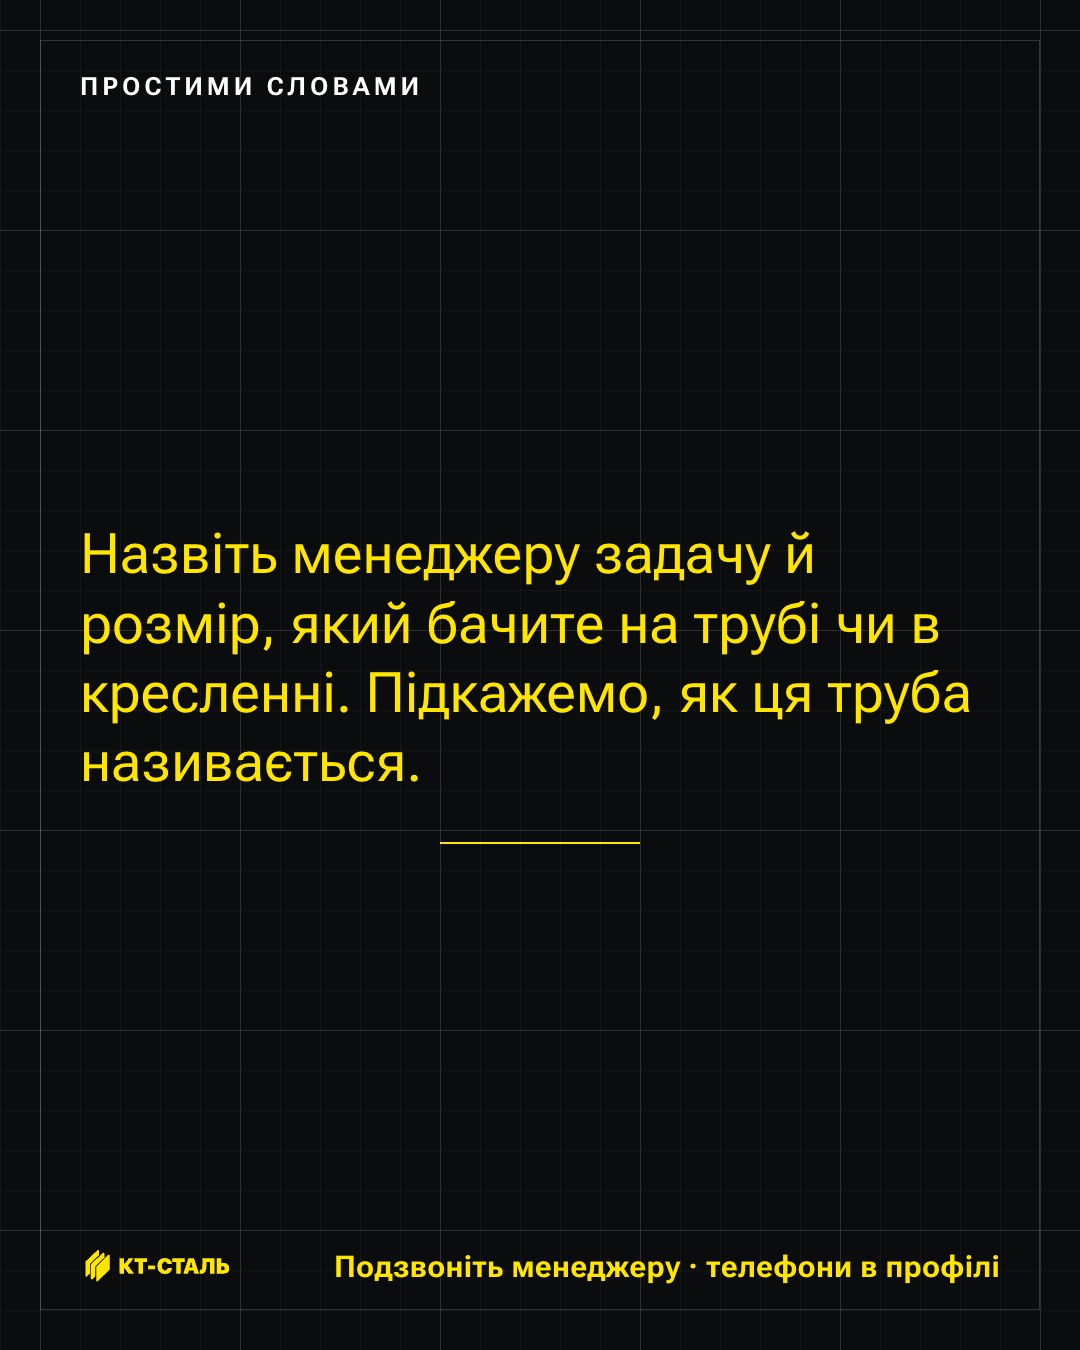 ПРОСТИМИ СЛОВАМИ
Назвіть менеджеру задачу й
розмір, який бачите на трубі чи в
кресленні. Підкажемо, як ця труба
називається.
КТ-СТАЛЬ
Подзвоніть менеджеру · телефони в профілі